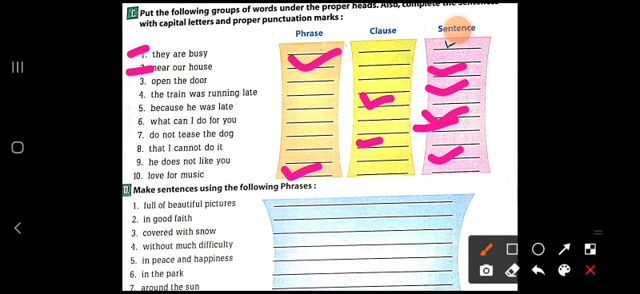 C. Put the following groups of words under the proper heads. Also, complete the sentences
with capital letters and proper punctuation marks :
Phrase Clause Sentence
1. they are busy
2. near our house
3. open the door
4. the train was running late
5. because he was late
6. what can I do for you
7. do not tease the dog
8. that I cannot do it
9. he does not like you
10. love for music
D. Make sentences using the following Phrases :
1. full of beautiful pictures
2. in good faith
3. covered with snow
4. without much difficulty
5. in peace and happiness
6. in the park
7. around the sun